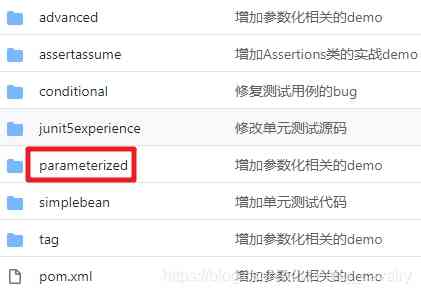 advanced 增加参数化相关的demo
assertassume 增加Assertions类的实战demo
conditional 修复测试用例的bug
junit5experience 修改单元测试源码
parameterized 增加参数化相关的demo
simplebean 增加单元测试代码
tag 增加参数化相关的demo
pom.xml 增加参数化相关的demo